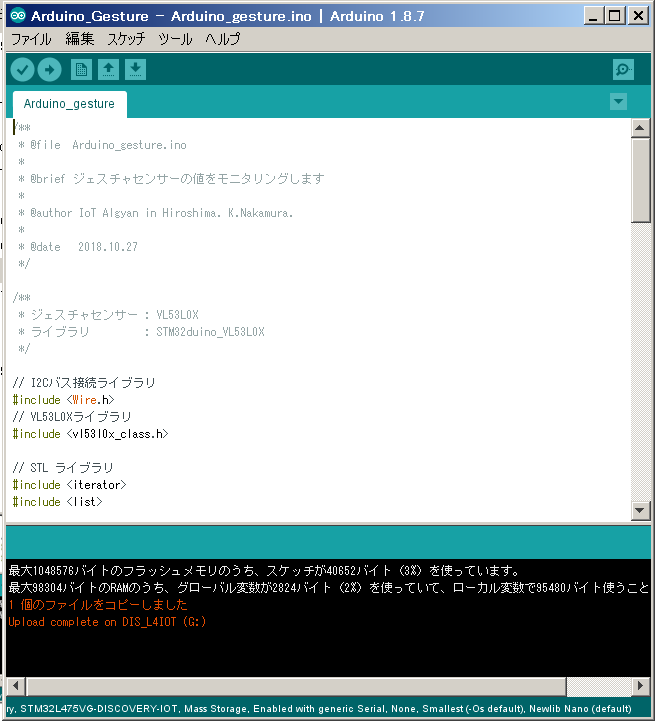 Arduino_Gesture - Arduino_gesture.ino | Arduino 1.8.7
ファイル 編集 スケッチ ツール ヘルプ
Arduino_gesture
/**
* @file Arduino_gesture.ino
*
* @brief ジェスチャセンサーの値をモニタリングします
*
* @author IoT Algyan in Hiroshima. K.Nakamura.
*
* @date 2018.10.27
*/
/**
* ジェスチャセンサー : VL53L0X
* ライブラリ : STM32duino_VL53L0X
*/
// I2Cバス接続ライブラリ
#include <Wire.h>
// VL53L0Xライブラリ
#include <vl53l0x_class.h>
// STL ライブラリ
#include <iterator>
#include <list>
最大1048576バイトのフラッシュメモリのうち、スケッチが40652バイト（3%）を使っています。
最大98304バイトのRAMのうち、グローバル変数が2824バイト（2%）を使っていて、ローカル変数で95480バイト使うこと
1 個のファイルをコピーしました
Upload complete on DIS_L4IOT (G:)
ry, STM32L475VG-DISCOVERY-IOT, Mass Storage, Enabled with generic Serial, None, Smallest (-Os default), Newlib Nano (default)